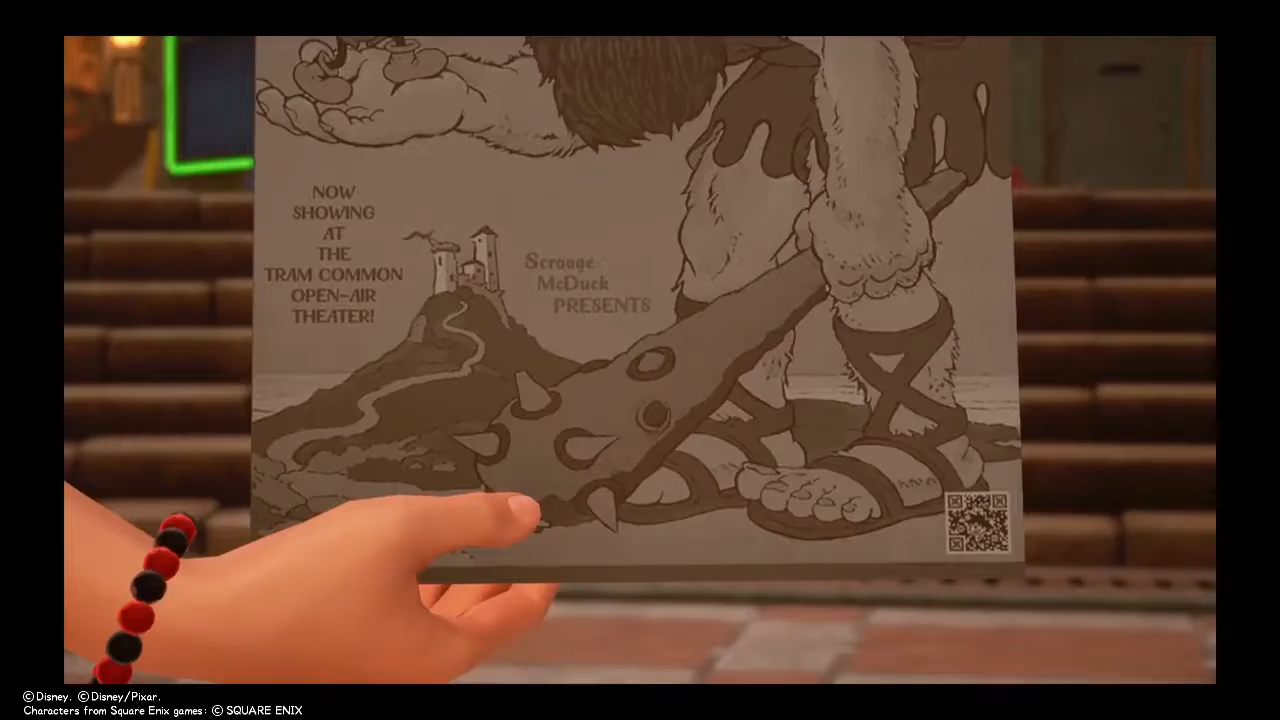 NOW
SHOWING
AT
THE
TRAM COMMON
OPEN-AIR
THEATER!
Scrooge
McDuck
PRESENTS
©Disney. ©Disney/Pixar.
Characters from Square Enix games: © SQUARE ENIX